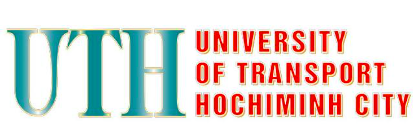 UTH
UNIVERSITY
OF TRANSPORT
HOCHIMINH CITY